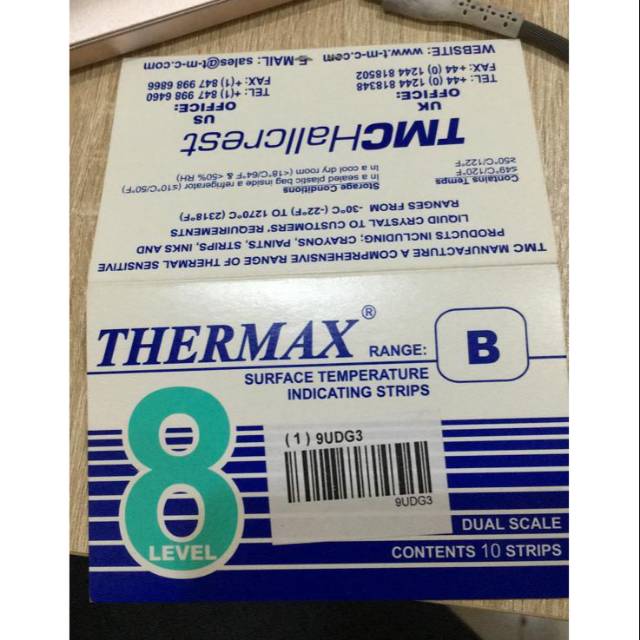 THERMAX®
RANGE: B
SURFACE TEMPERATURE
INDICATING STRIPS
8
LEVEL
(1) 9UDG3
9UDG3
DUAL SCALE
CONTENTS 10 STRIPS
TMC MANUFACTURE A COMPREHENSIVE RANGE OF THERMAL SENSITIVE
PRODUCTS INCLUDING; CRAYONS, PAINTS, STRIPS, INKS AND
LIQUID CRYSTAL TO CUSTOMERS' REQUIREMENTS
RANGES FROM -30°C (-22°F) TO 1270°C (2318°F)
Contains Temps
≤49°C/120°F
≥50°C/122°F
Storage Conditions
in a sealed plastic bag inside a refrigerator (≤10°C/50°F)
in a cool dry room (<18°C/64°F & <50% RH)
TMCHallcrest
UK
OFFICE:
TEL: +44 (0) 1244 818348
FAX: +44 (0) 1244 818502
US
OFFICE:
TEL: +(1) 847 998 6460
FAX: +(1) 847 998 6866
WEBSITE: www.t-m-c.com
E-MAIL: sales@t-m-c.com